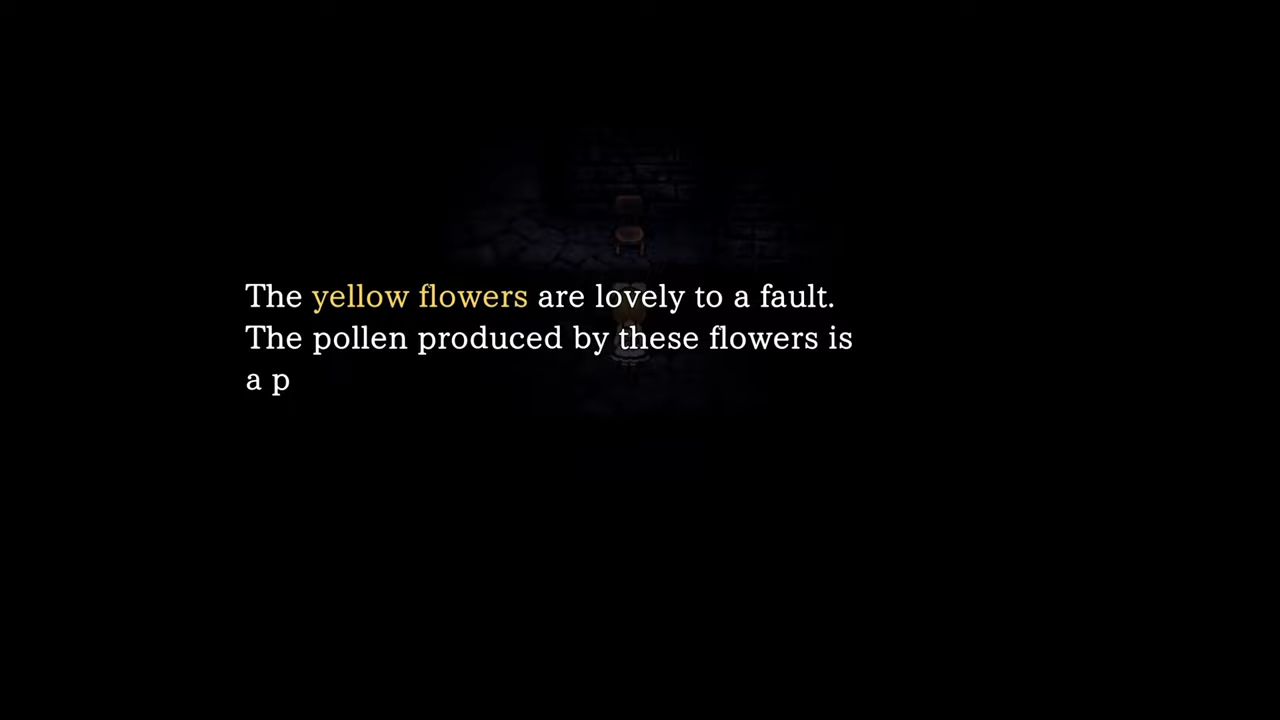 The yellow flowers are lovely to a fault.
The pollen produced by these flowers is
a p